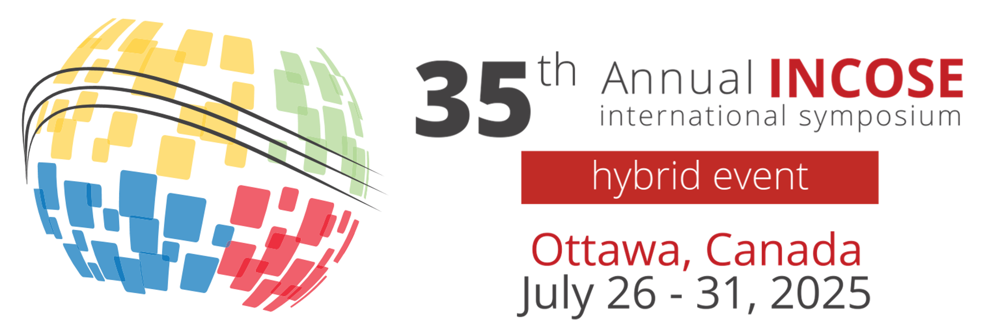 35th Annual INCOSE
international symposium
hybrid event
Ottawa, Canada
July 26 - 31, 2025